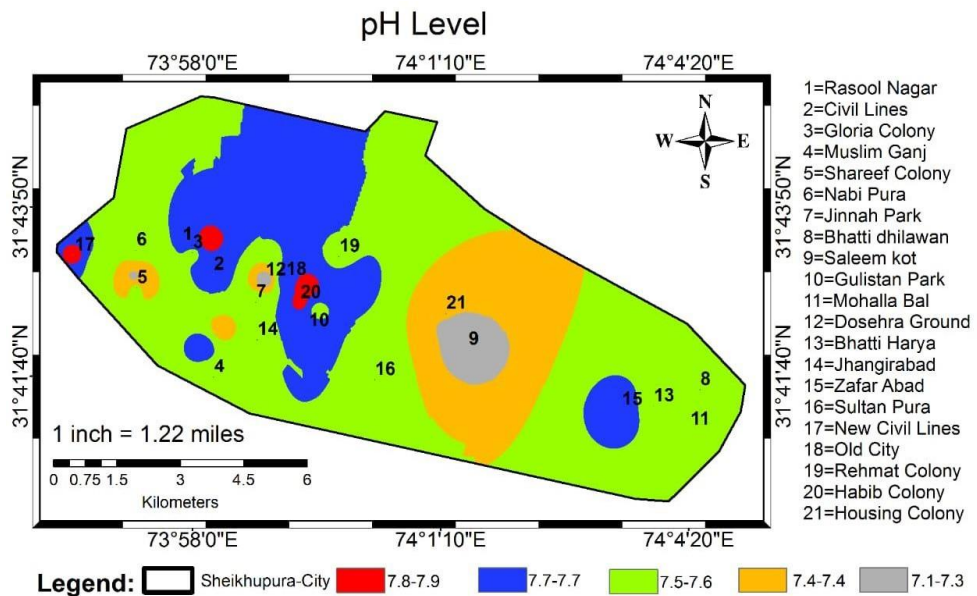 pH Level
73°58'0"E 74°1'10"E 74°4'20"E
31°43'50"N 31°43'50"N
31°41'40"N 31°41'40"N
N
W E
S
17
6
1
3
2
5
12 18
7
20
10
19
14
4
16
21
9
15
13
8
11
1 inch = 1.22 miles
0 0.75 1.5 3 4.5 6
Kilometers
73°58'0"E 74°1'10"E 74°4'20"E
1=Rasool Nagar
2=Civil Lines
3=Gloria Colony
4=Muslim Ganj
5=Shareef Colony
6=Nabi Pura
7=Jinnah Park
8=Bhatti dhilawan
9=Saleem kot
10=Gulistan Park
11=Mohalla Bal
12=Dosehra Ground
13=Bhatti Harya
14=Jhangirabad
15=Zafar Abad
16=Sultan Pura
17=New Civil Lines
18=Old City
19=Rehmat Colony
20=Habib Colony
21=Housing Colony
Legend: Sheikhupura-City 7.8-7.9 7.7-7.7 7.5-7.6 7.4-7.4 7.1-7.3